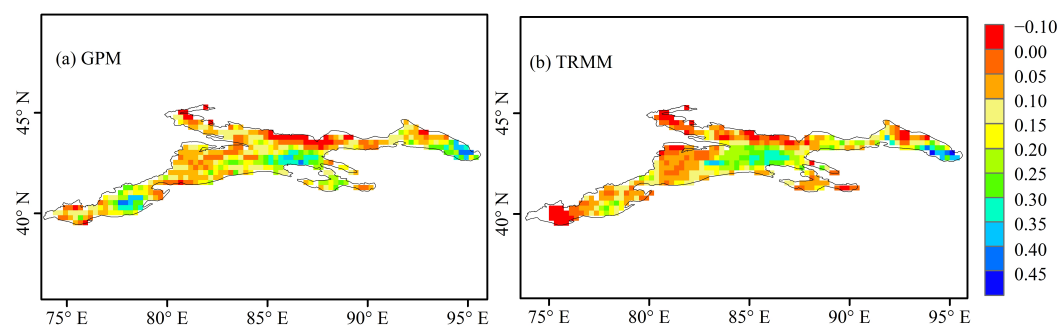 (a) GPM
45° N
40° N
75° E
80° E
85° E
90° E
95° E
(b) TRMM
45° N
40° N
75° E
80° E
85° E
90° E
95° E
−0.10
0.00
0.05
0.10
0.15
0.20
0.25
0.30
0.35
0.40
0.45